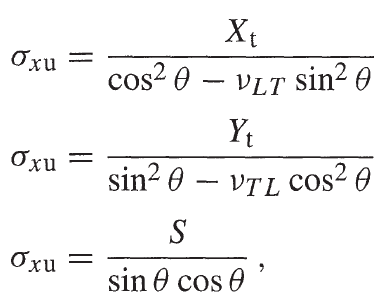 σxu = Xt / (cos² θ − νLT sin² θ)
σxu = Yt / (sin² θ − νTL cos² θ)
σxu = S / (sin θ cos θ) ,